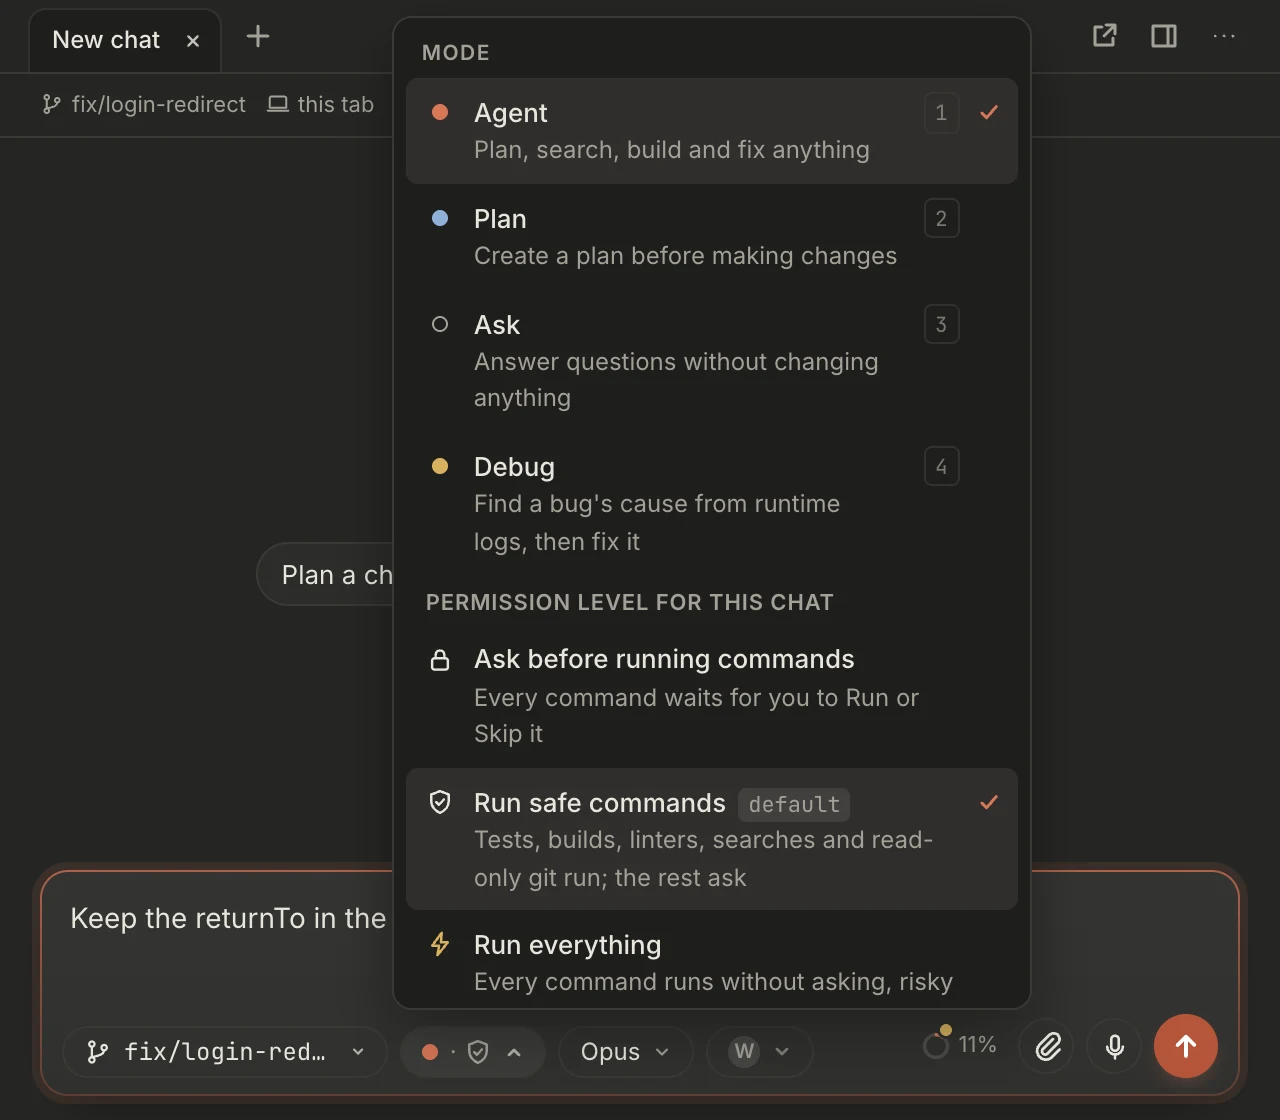 New chat
fix/login-redirect this tab
MODE
Agent 1
Plan, search, build and fix anything
Plan 2
Create a plan before making changes
Ask 3
Answer questions without changing
anything
Debug 4
Find a bug's cause from runtime
logs, then fix it
Plan a ch
PERMISSION LEVEL FOR THIS CHAT
Ask before running commands
Every command waits for you to Run or
Skip it
Run safe commands default
Tests, builds, linters, searches and read-
only git run; the rest ask
Keep the returnTo in the
Run everything
Every command runs without asking, risky
fix/login-red… · Opus W 11%